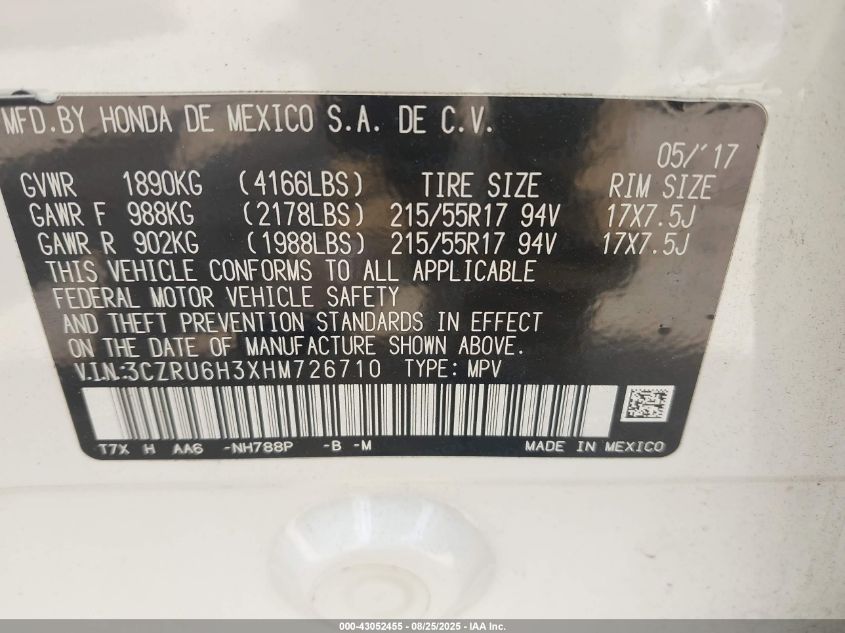 MFD.BY HONDA DE MEXICO S.A. DE C.V.
05/'17
GVWR 1890KG (4166LBS) TIRE SIZE RIM SIZE
GAWR F 988KG (2178LBS) 215/55R17 94V 17X7.5J
GAWR R 902KG (1988LBS) 215/55R17 94V 17X7.5J
THIS VEHICLE CONFORMS TO ALL APPLICABLE
FEDERAL MOTOR VEHICLE SAFETY
AND THEFT PREVENTION STANDARDS IN EFFECT
ON THE DATE OF MANUFACTURE SHOWN ABOVE.
V.I.N:3CZRU6H3XHM726710 TYPE: MPV
T7X H AA6 -NH788P -B -M MADE IN MEXICO
000-43052455 - 08/25/2025 - IAA Inc.